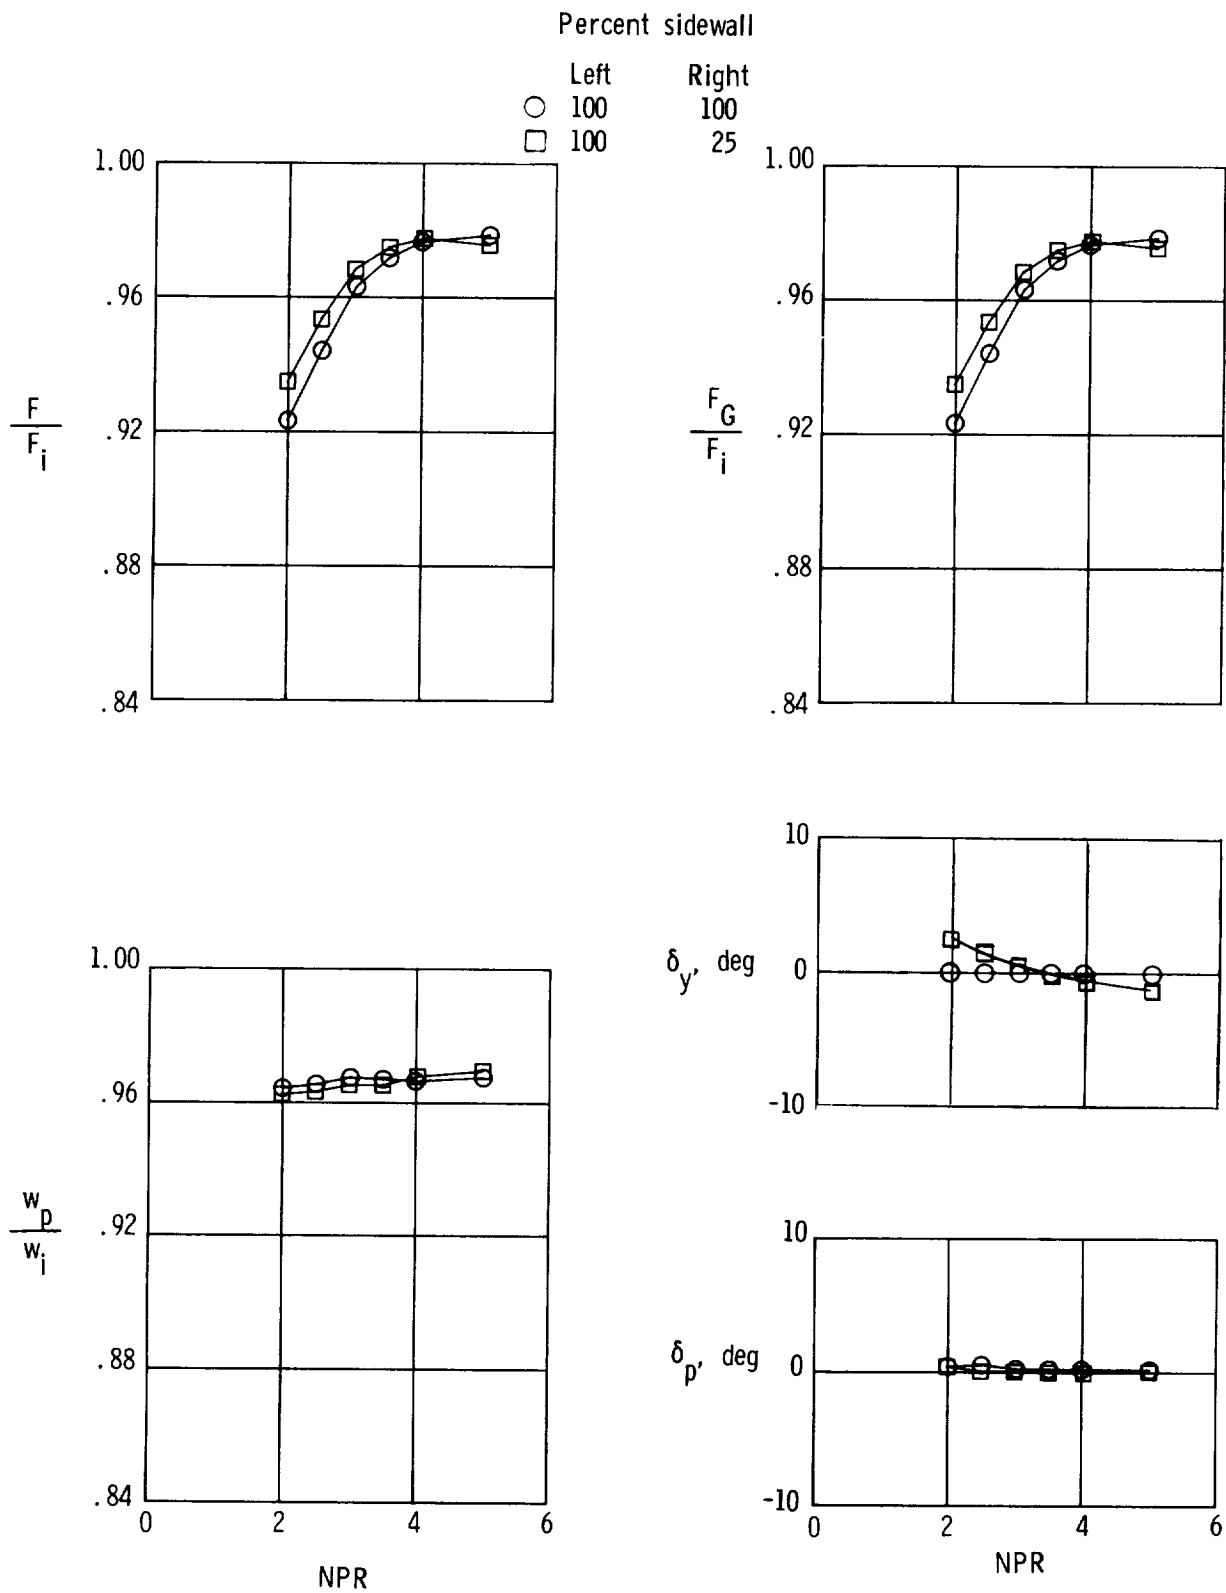 Percent sidewall
Left Right
100 100
100 25
1.00
.96
.92
.88
.84
F
F_i
1.00
.96
.92
.88
.84
F_G
F_i
1.00
.96
.92
.88
.84
w_p
w_i
0 2 4 6
NPR
10
0
-10
δ_y, deg
10
0
-10
δ_p, deg
0 2 4 6
NPR